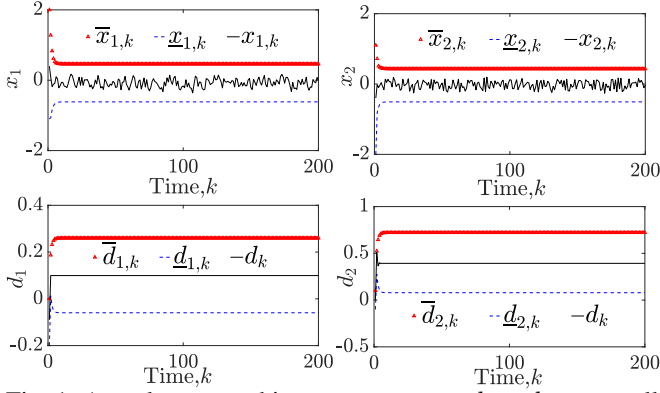 2 0 -2 x₁ x̅₁,ₖ x̲₁,ₖ −x₁,ₖ
0 100 200
Time,k
2 0 -2 x₂ x̅₂,ₖ x̲₂,ₖ −x₂,ₖ
0 100 200
Time,k
0.4 0.2 0 -0.2 d₁ d̅₁,ₖ d̲₁,ₖ −dₖ
0 100 200
Time,k
1 0.5 0 -0.5 d₂ d̅₂,ₖ d̲₂,ₖ −dₖ
0 100 200
Time,k